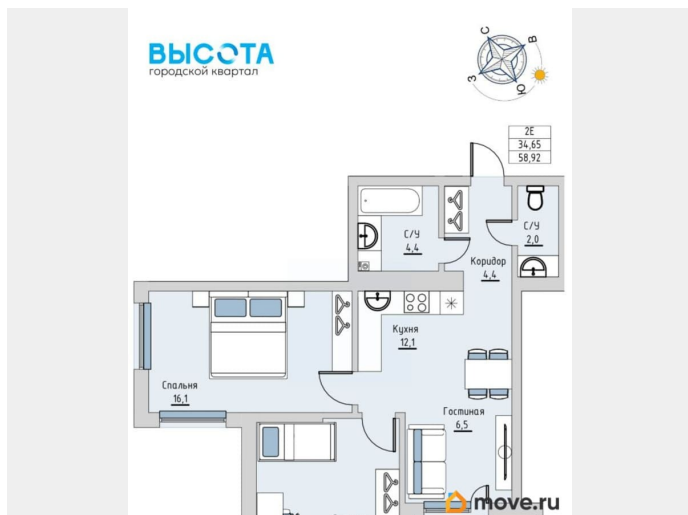 ВЫСОТА
городской квартал
С
В
З
Ю
2Е
34,65
58,92
С/У
4,4
С/У
2,0
Коридор
4,4
Кухня
12,1
Спальня
16,1
Гостиная
6,5
move.ru